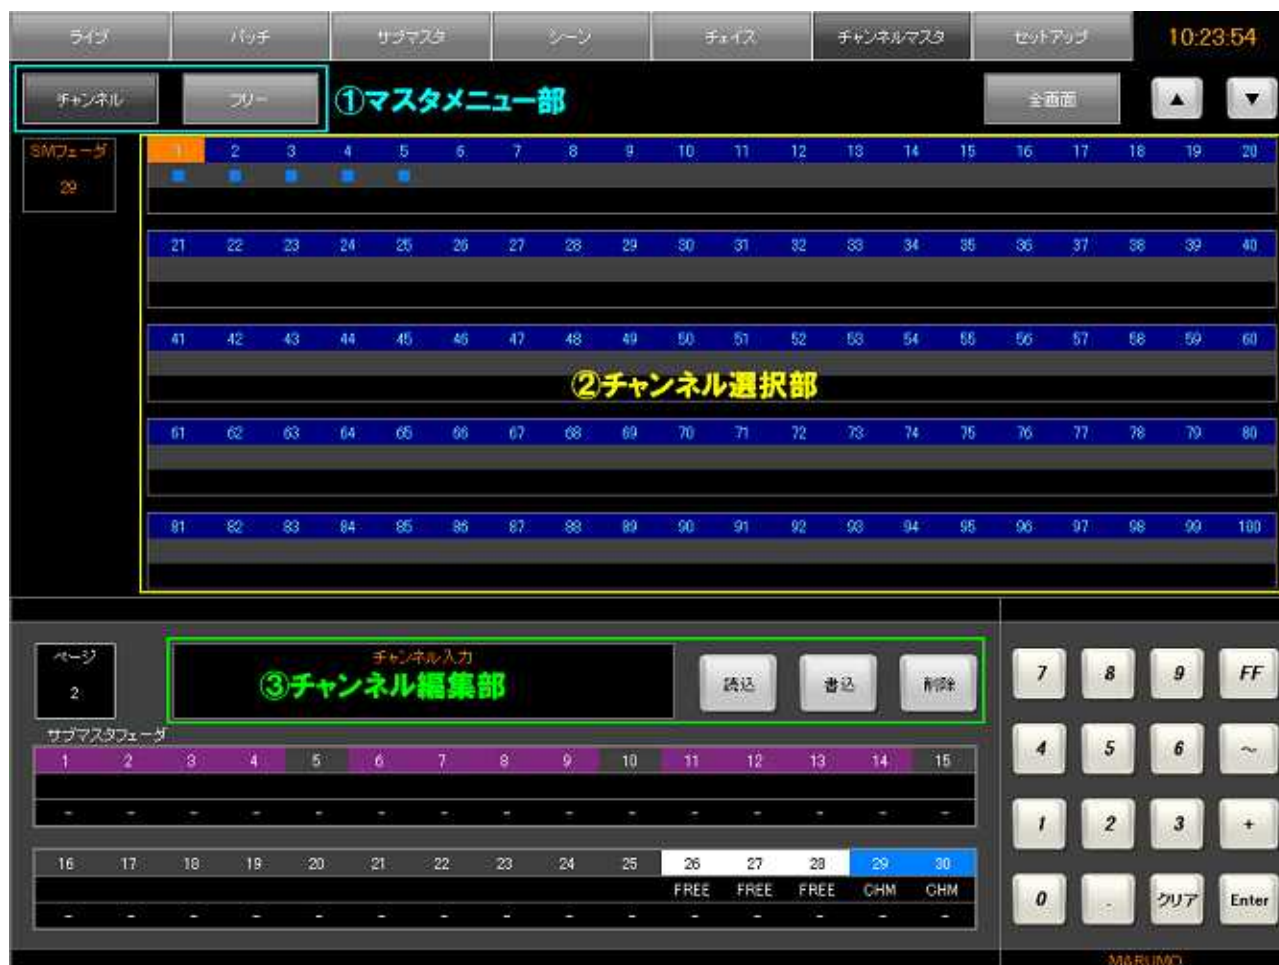 ライブ パッチ サブマスタ シーン チェイス チャンネルマスタ セットアップ 10:23:54
チャンネル フリー ①マスタメニュー部 全画面 ▲ ▼
SMフェーダ
29
1 2 3 4 5 6 7 8 9 10 11 12 13 14 15 16 17 18 19 20
21 22 23 24 25 26 27 28 29 30 31 32 33 34 35 36 37 38 39 40
41 42 43 44 45 46 47 48 49 50 51 52 53 54 55 56 57 58 59 60
②チャンネル選択部
61 62 63 64 65 66 67 68 69 70 71 72 73 74 75 76 77 78 79 80
81 82 83 84 85 86 87 88 89 90 91 92 93 94 95 96 97 98 99 100
ページ
2
チャンネル入力
③チャンネル編集部
読込 書込 削除
サブマスタフェーダ
1 2 3 4 5 6 7 8 9 10 11 12 13 14 15
- - - - - - - - - - - - - - -
16 17 18 19 20 21 22 23 24 25 26 27 28 29 30
FREE FREE FREE CHM CHM
- - - - - - - - - - - - - - -
7 8 9 FF
4 5 6 ～
1 2 3 +
0 . クリア Enter
MARUMO